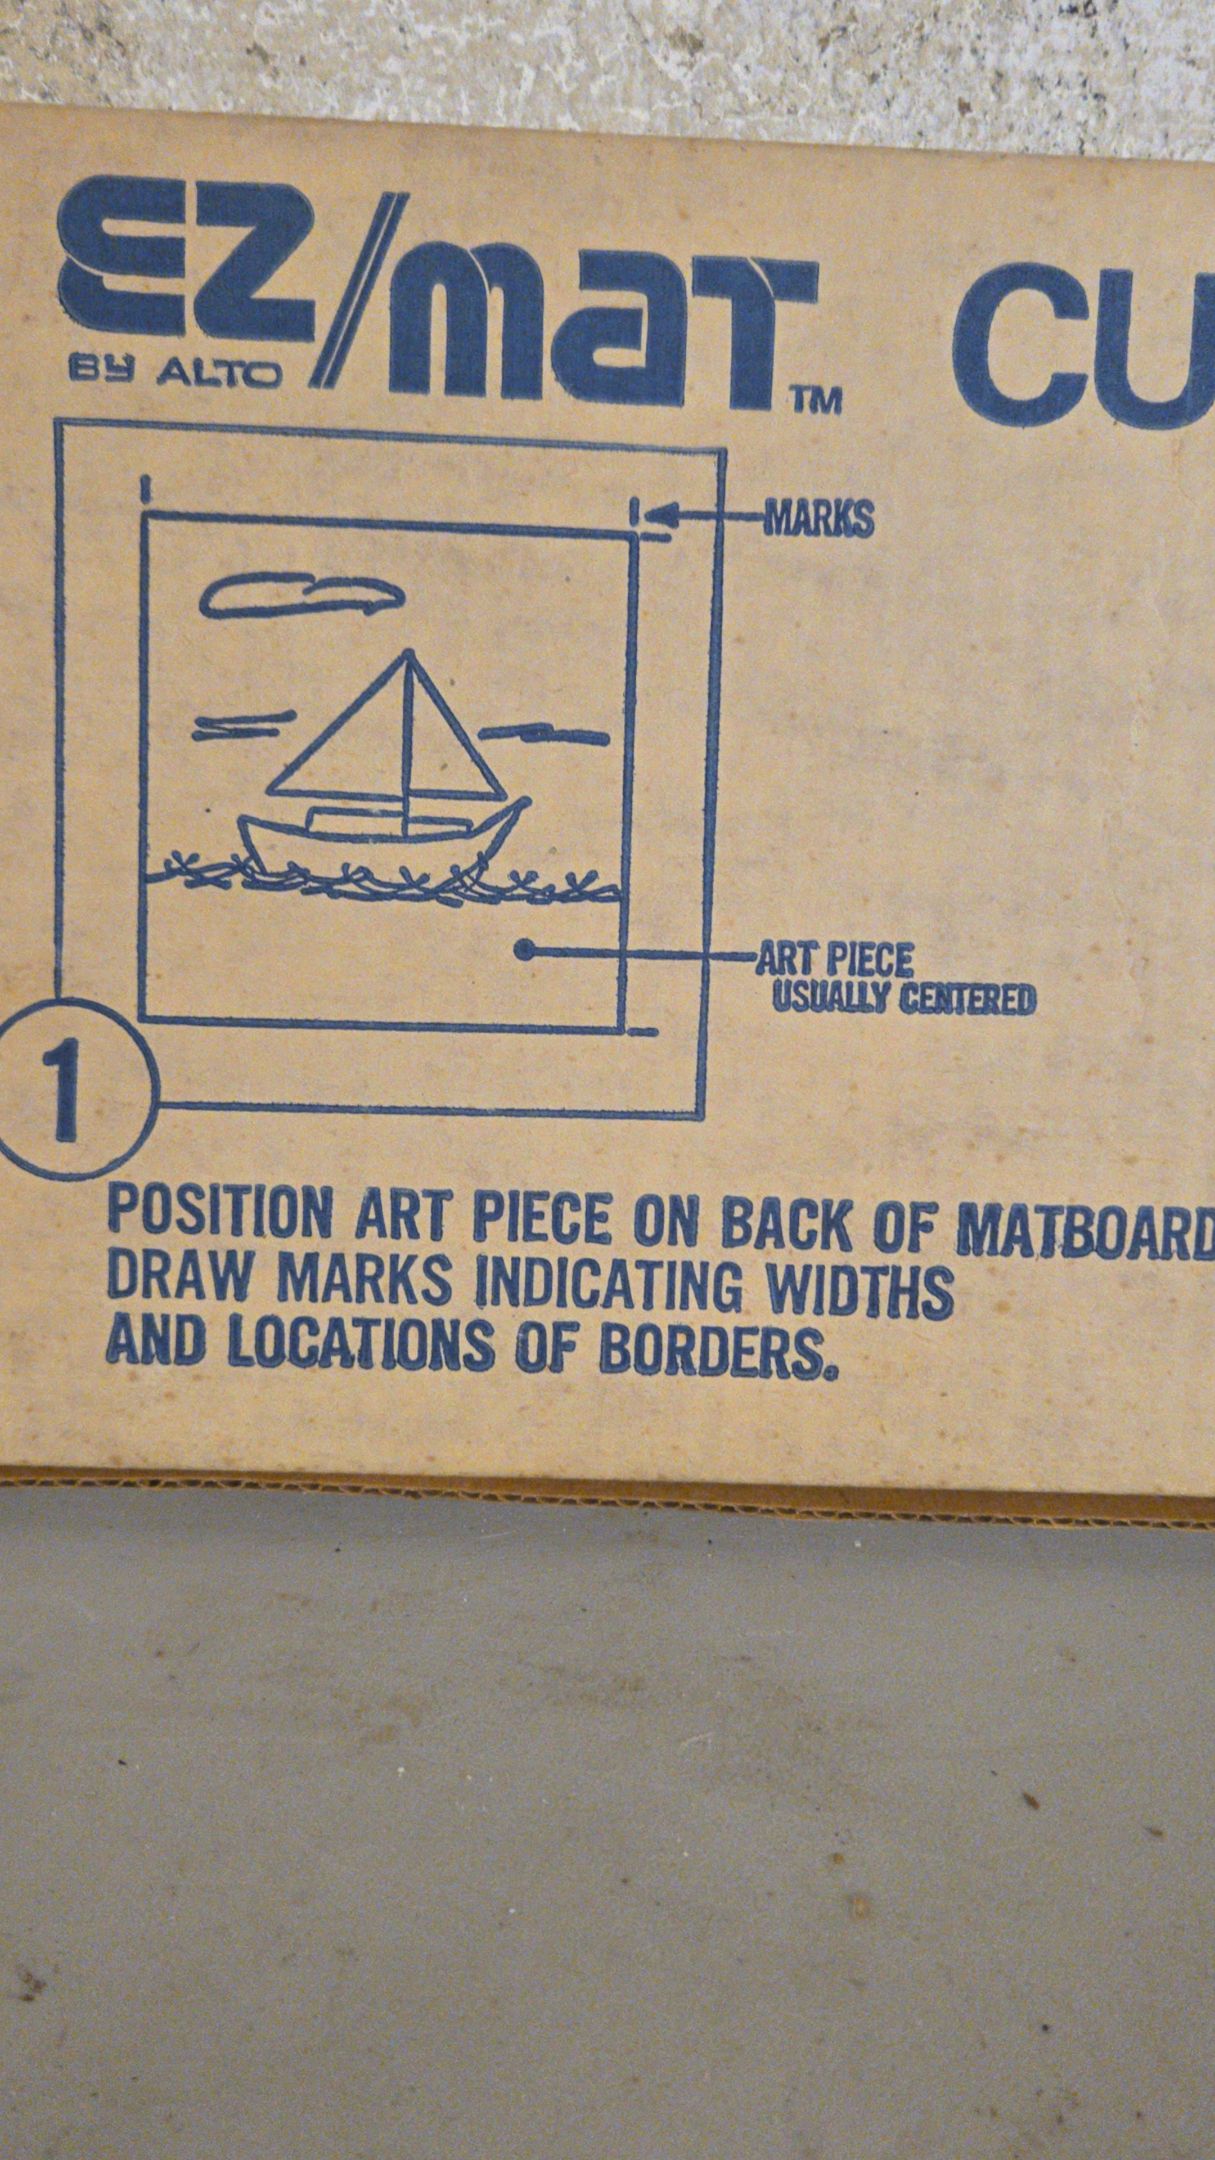 EZ/maT CU
BY ALTO
TM
MARKS
ART PIECE
USUALLY CENTERED
1
POSITION ART PIECE ON BACK OF MATBOARD
DRAW MARKS INDICATING WIDTHS
AND LOCATIONS OF BORDERS.